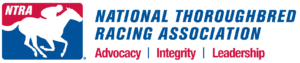 NTRA
NATIONAL THOROUGHBRED
RACING ASSOCIATION
Advocacy | Integrity | Leadership